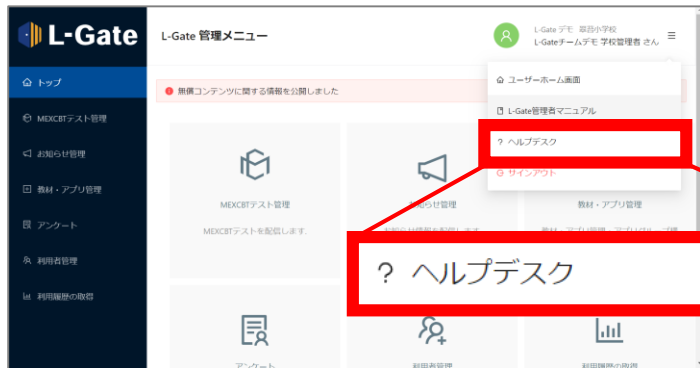 L-Gate
L-Gate 管理メニュー
L-Gate デモ 華呂小学校
L-Gateチームデモ 学校管理者 さん
トップ
MEXCBTテスト管理
お知らせ管理
教材・アプリ管理
アンケート
利用者管理
利用履歴の取得
無償コンテンツに関する情報を公開しました
ユーザーホーム画面
L-Gate管理者マニュアル
? ヘルプデスク
サインアウト
MEXCBTテスト管理
MEXCBTテストを配信します.
お知らせ管理
教材・アプリ管理
? ヘルプデスク
アンケート
利用者管理
利用履歴の取得